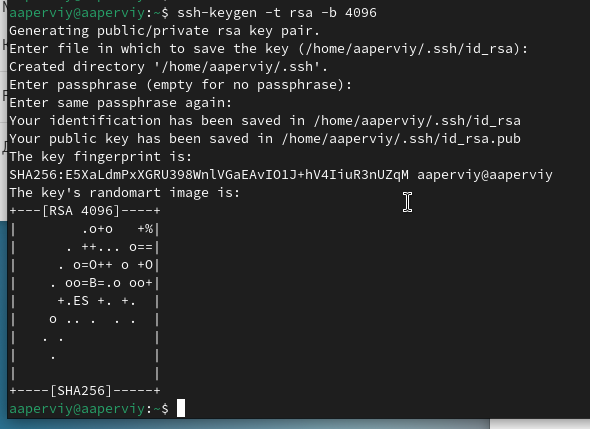 aaperviy@aaperviy:~$ ssh-keygen -t rsa -b 4096
Generating public/private rsa key pair.
Enter file in which to save the key (/home/aaperviy/.ssh/id_rsa):
Created directory '/home/aaperviy/.ssh'.
Enter passphrase (empty for no passphrase):
Enter same passphrase again:
Your identification has been saved in /home/aaperviy/.ssh/id_rsa
Your public key has been saved in /home/aaperviy/.ssh/id_rsa.pub
The key fingerprint is:
SHA256:E5XaLdmPxXGRU398WnlVGaEAvIO1J+hV4IiuR3nUZqM aaperviy@aaperviy
The key's randomart image is:
+---[RSA 4096]----+
|        .o+o   +%|
|      . ++... o==|
|     . o=O++ o +O|
|    . oo=B=.o oo+|
|     +.ES +. +.  |
|    o .. .  . .  |
|   . .           |
|    .            |
|                 |
+----[SHA256]-----+
aaperviy@aaperviy:~$